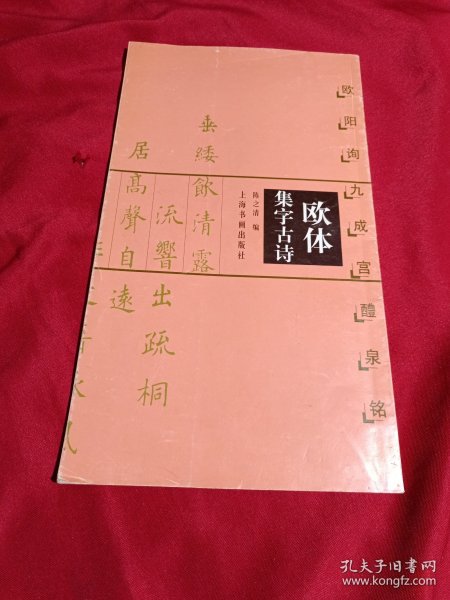 欧阳询九成宫醴泉铭
欧体
集字古诗
陈之清 编
上海书画出版社
垂緌飲清露
流響出疏桐
居高聲自遠
孔夫子旧书网
www.kongfz.com